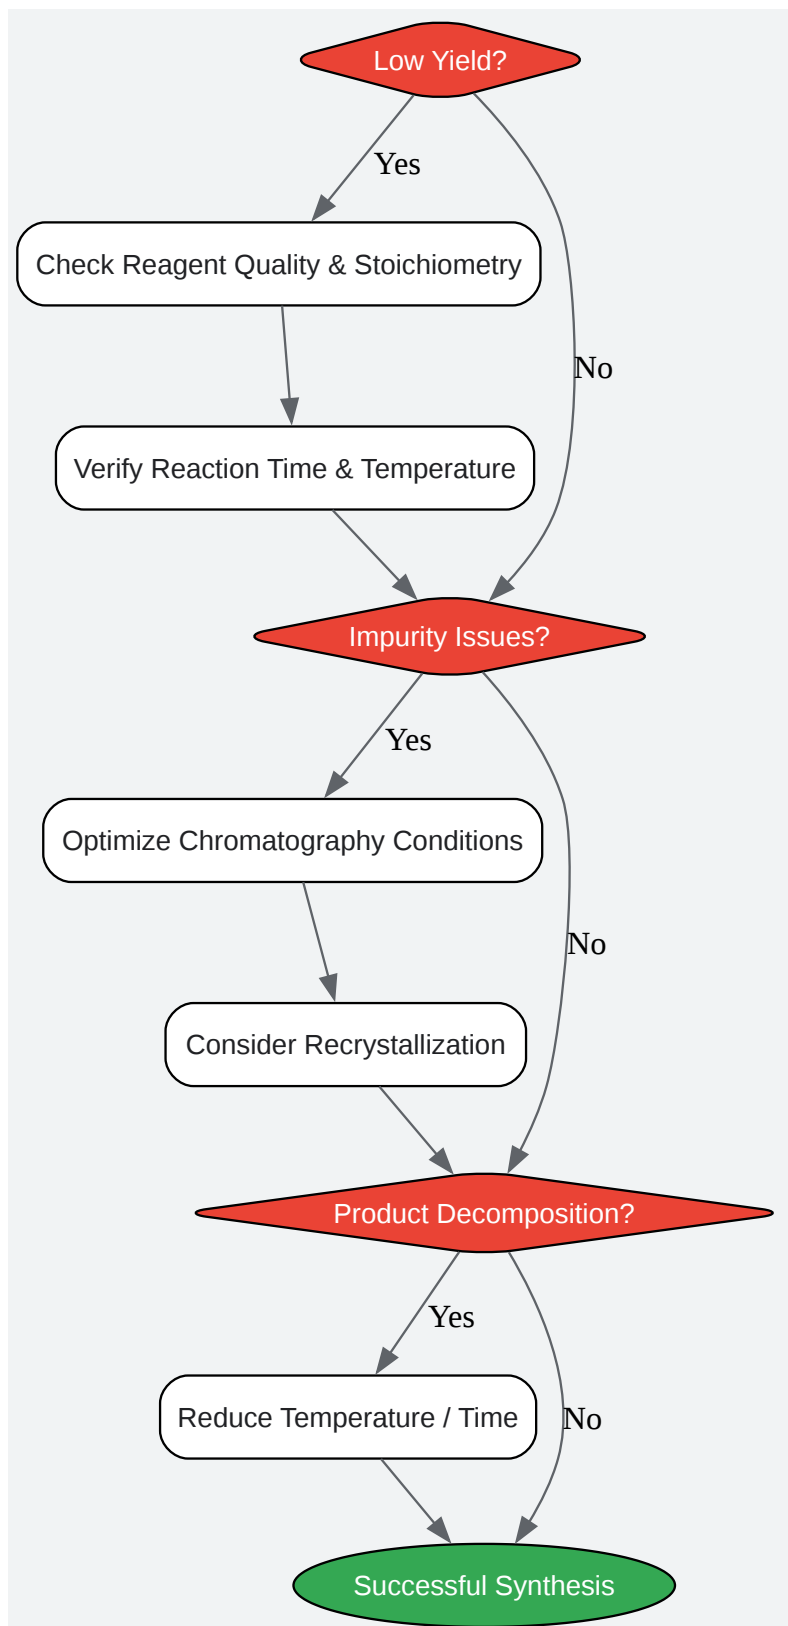 Low Yield?
Yes
Check Reagent Quality & Stoichiometry
No
Verify Reaction Time & Temperature
Impurity Issues?
Yes
Optimize Chromatography Conditions
No
Consider Recrystallization
Product Decomposition?
Yes
Reduce Temperature / Time
No
Successful Synthesis